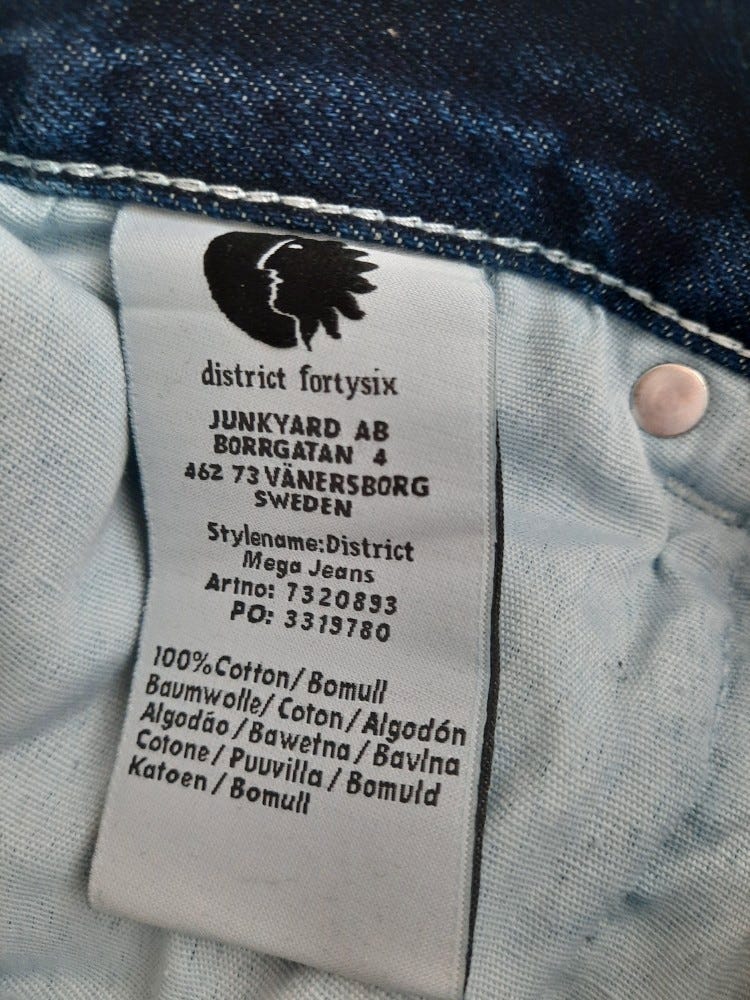 district fortysix
JUNKYARD AB
BORRGATAN 4
462 73 VÄNERSBORG
SWEDEN
Stylename:District
Mega Jeans
Artno: 7320893
PO: 3319780
100%Cotton/Bomull
Baumwolle/Coton/Algodón
Algodão/Bawetna/Bavlna
Cotone/Puuvilla/Bomuld
Katoen/Bomull